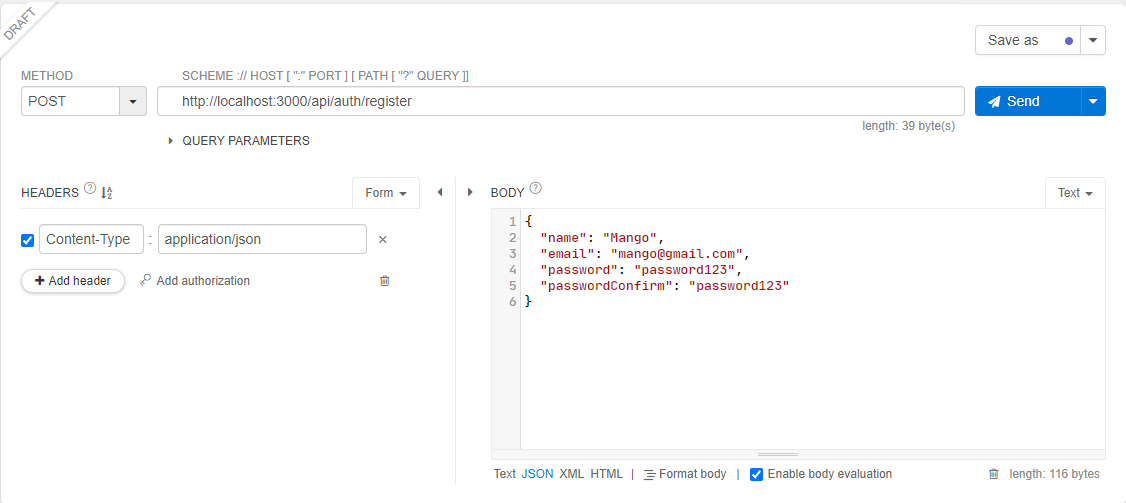 DRAFT
Save as
METHOD
SCHEME :// HOST [ ":" PORT ] [ PATH [ "?" QUERY ]]
POST
http://localhost:3000/api/auth/register
Send
length: 39 byte(s)
QUERY PARAMETERS
HEADERS ? Form
BODY ? Text
Content-Type : application/json
Add header Add authorization
1 {
2 "name": "Mango",
3 "email": "mango@gmail.com",
4 "password": "password123",
5 "passwordConfirm": "password123"
6 }
Text JSON XML HTML | Format body | Enable body evaluation length: 116 bytes